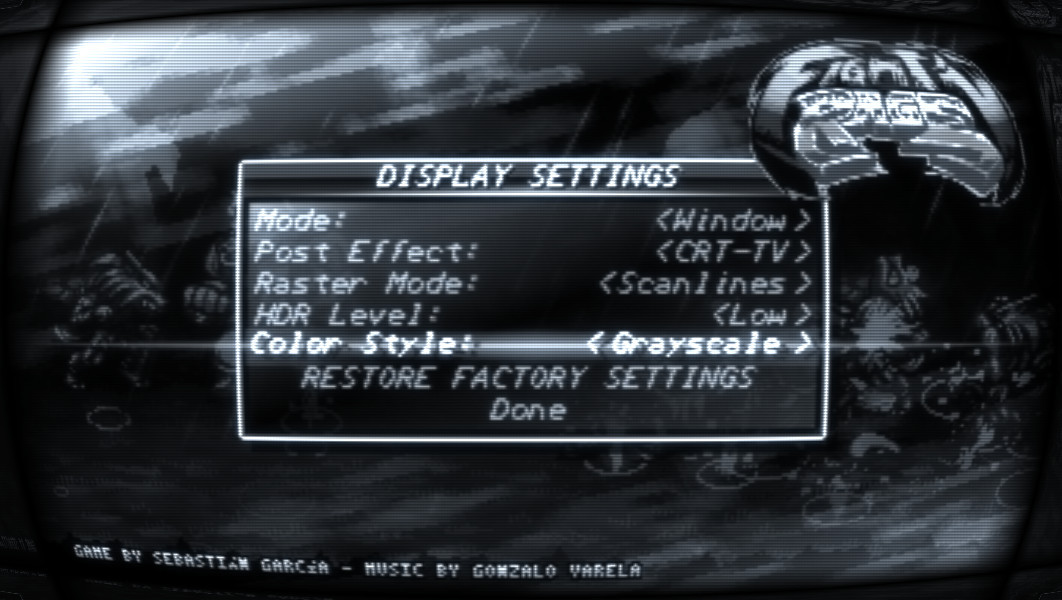 DISPLAY SETTINGS
Mode: <Window>
Post Effect: <CRT-TV>
Raster Mode: <Scanlines>
HDR Level: <Low>
Color Style: <Grayscale>
RESTORE FACTORY SETTINGS
Done
GAME BY SEBASTIáN GARCíA - MUSIC BY GONZALO VARELA